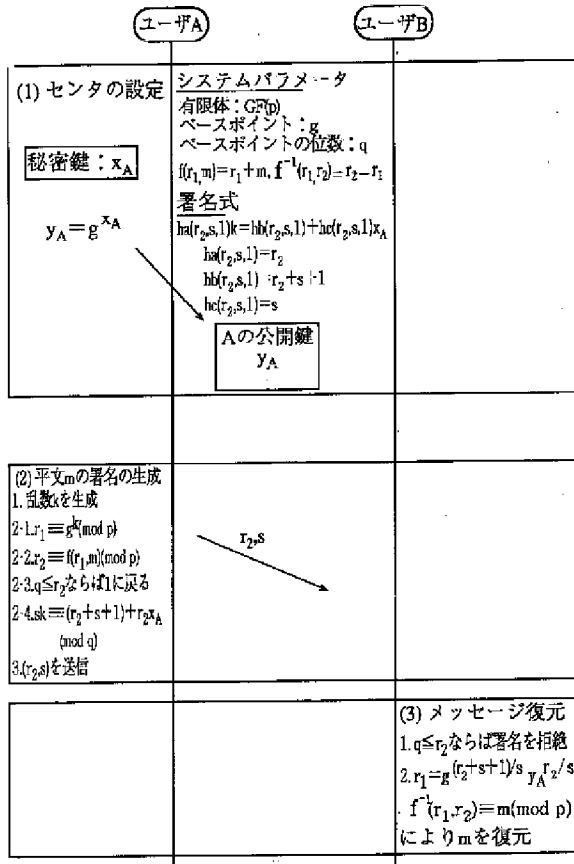 ユーザA
ユーザB
(1) センタの設定
秘密鍵：xA
yA＝g^xA
システムパラメータ
有限体：GF(p)
ベースポイント：g
ベースポイントの位数：q
f(r1,m)=r1+m, f^-1(r1,r2)=r2−r1
署名式
ha(r2,s,1)k=hb(r2,s,1)+hc(r2,s,1)xA
ha(r2,s,1)=r2
hb(r2,s,1)=r2+s+1
hc(r2,s,1)=s
Aの公開鍵
yA
(2)平文mの署名の生成
1.乱数kを生成
2-1.r1≡g^k(mod p)
2-2.r2≡f(r1,m)(mod p)
2-3.q≦r2ならば1に戻る
2-4.sk≡(r2+s+1)+r2xA
(mod q)
3.(r2,s)を送信
r2,s
(3) メッセージ復元
1.q≦r2ならば署名を拒絶
2.r1=g^(r2+s+1)/s yA^r2/s
f^-1(r1,r2)≡m(mod p)
によりmを復元